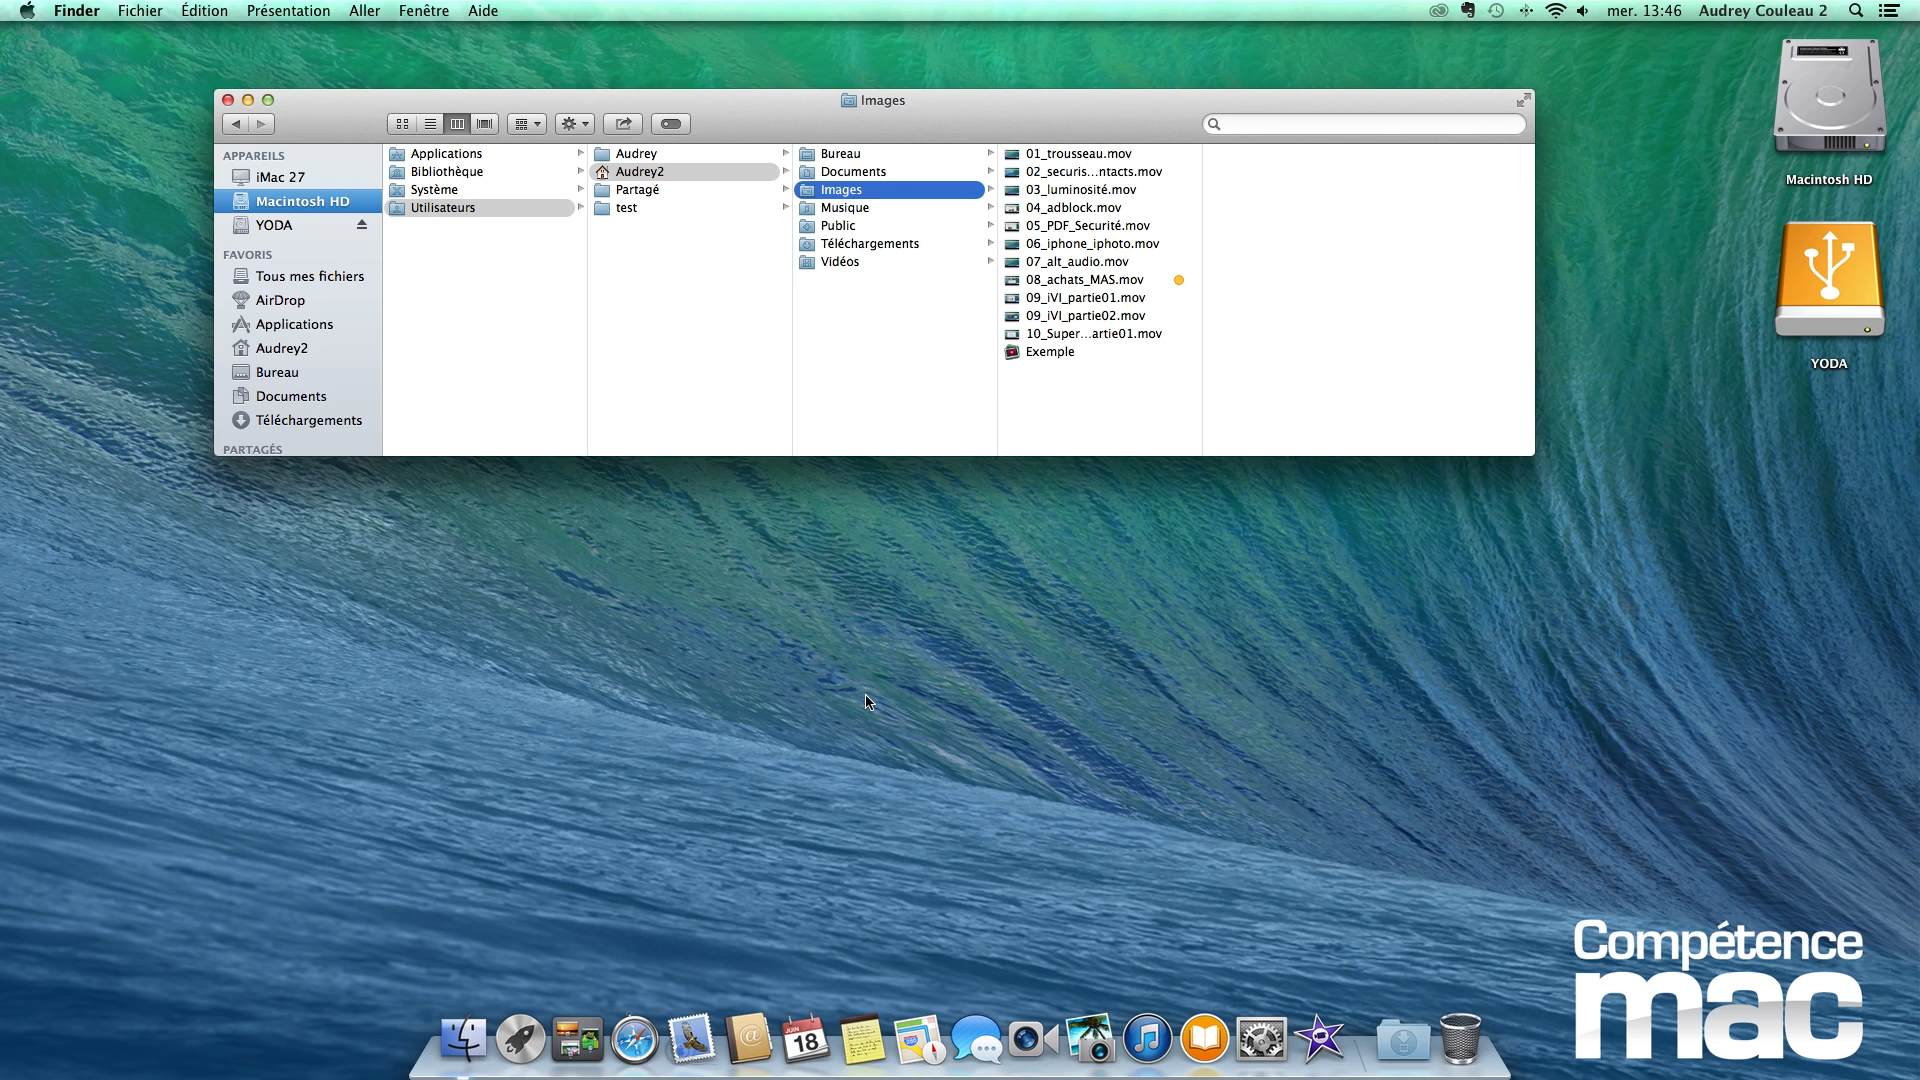 Finder Fichier Édition Présentation Aller Fenêtre Aide mer. 13:46 Audrey Couleau 2
Images
APPAREILS
iMac 27
Macintosh HD
YODA
FAVORIS
Tous mes fichiers
AirDrop
Applications
Audrey2
Bureau
Documents
Téléchargements
PARTAGÉS
Applications
Bibliothèque
Système
Utilisateurs
Audrey
Audrey2
Partagé
test
Bureau
Documents
Images
Musique
Public
Téléchargements
Vidéos
01_trousseau.mov
02_securis...ntacts.mov
03_luminosité.mov
04_adblock.mov
05_PDF_Securité.mov
06_iphone_iphoto.mov
07_alt_audio.mov
08_achats_MAS.mov
09_iVI_partie01.mov
09_iVI_partie02.mov
10_Super...artie01.mov
Exemple
Macintosh HD
YODA
JUIN
18
Compétence
mac